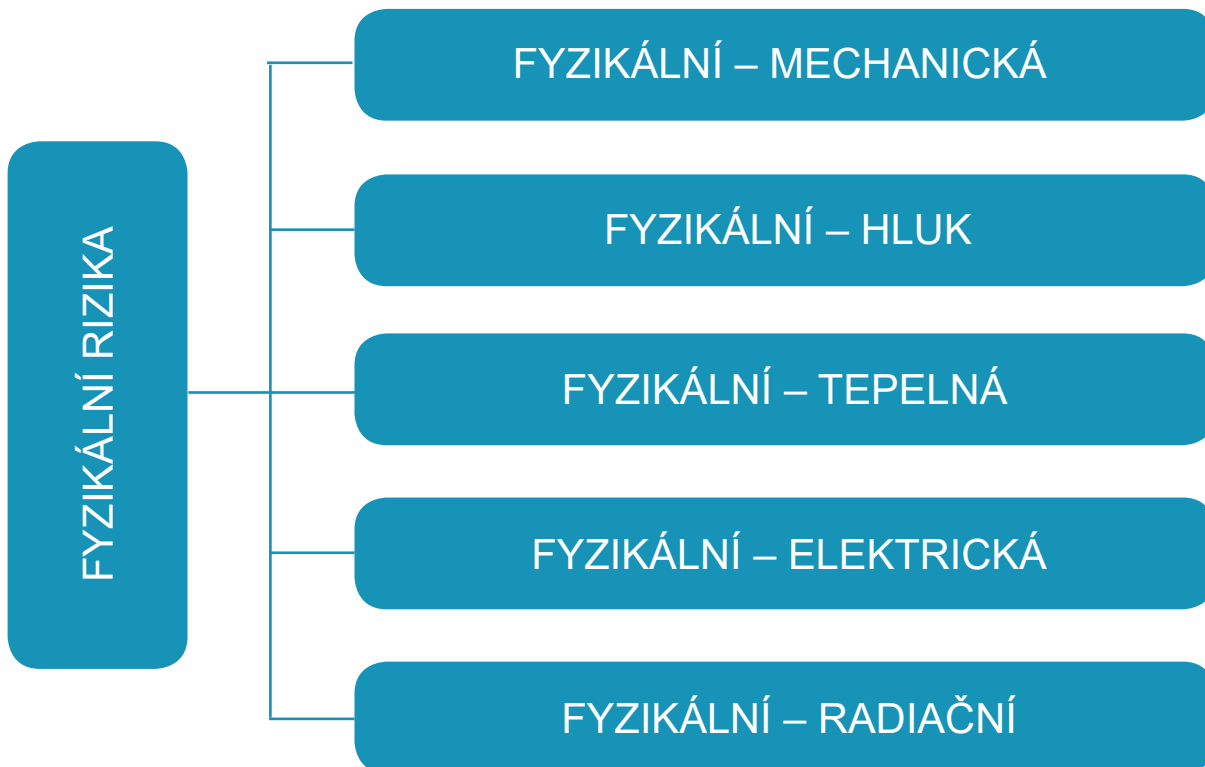 FYZIKÁLNÍ RIZIKA
FYZIKÁLNÍ – MECHANICKÁ
FYZIKÁLNÍ – HLUK
FYZIKÁLNÍ – TEPELNÁ
FYZIKÁLNÍ – ELEKTRICKÁ
FYZIKÁLNÍ – RADIAČNÍ